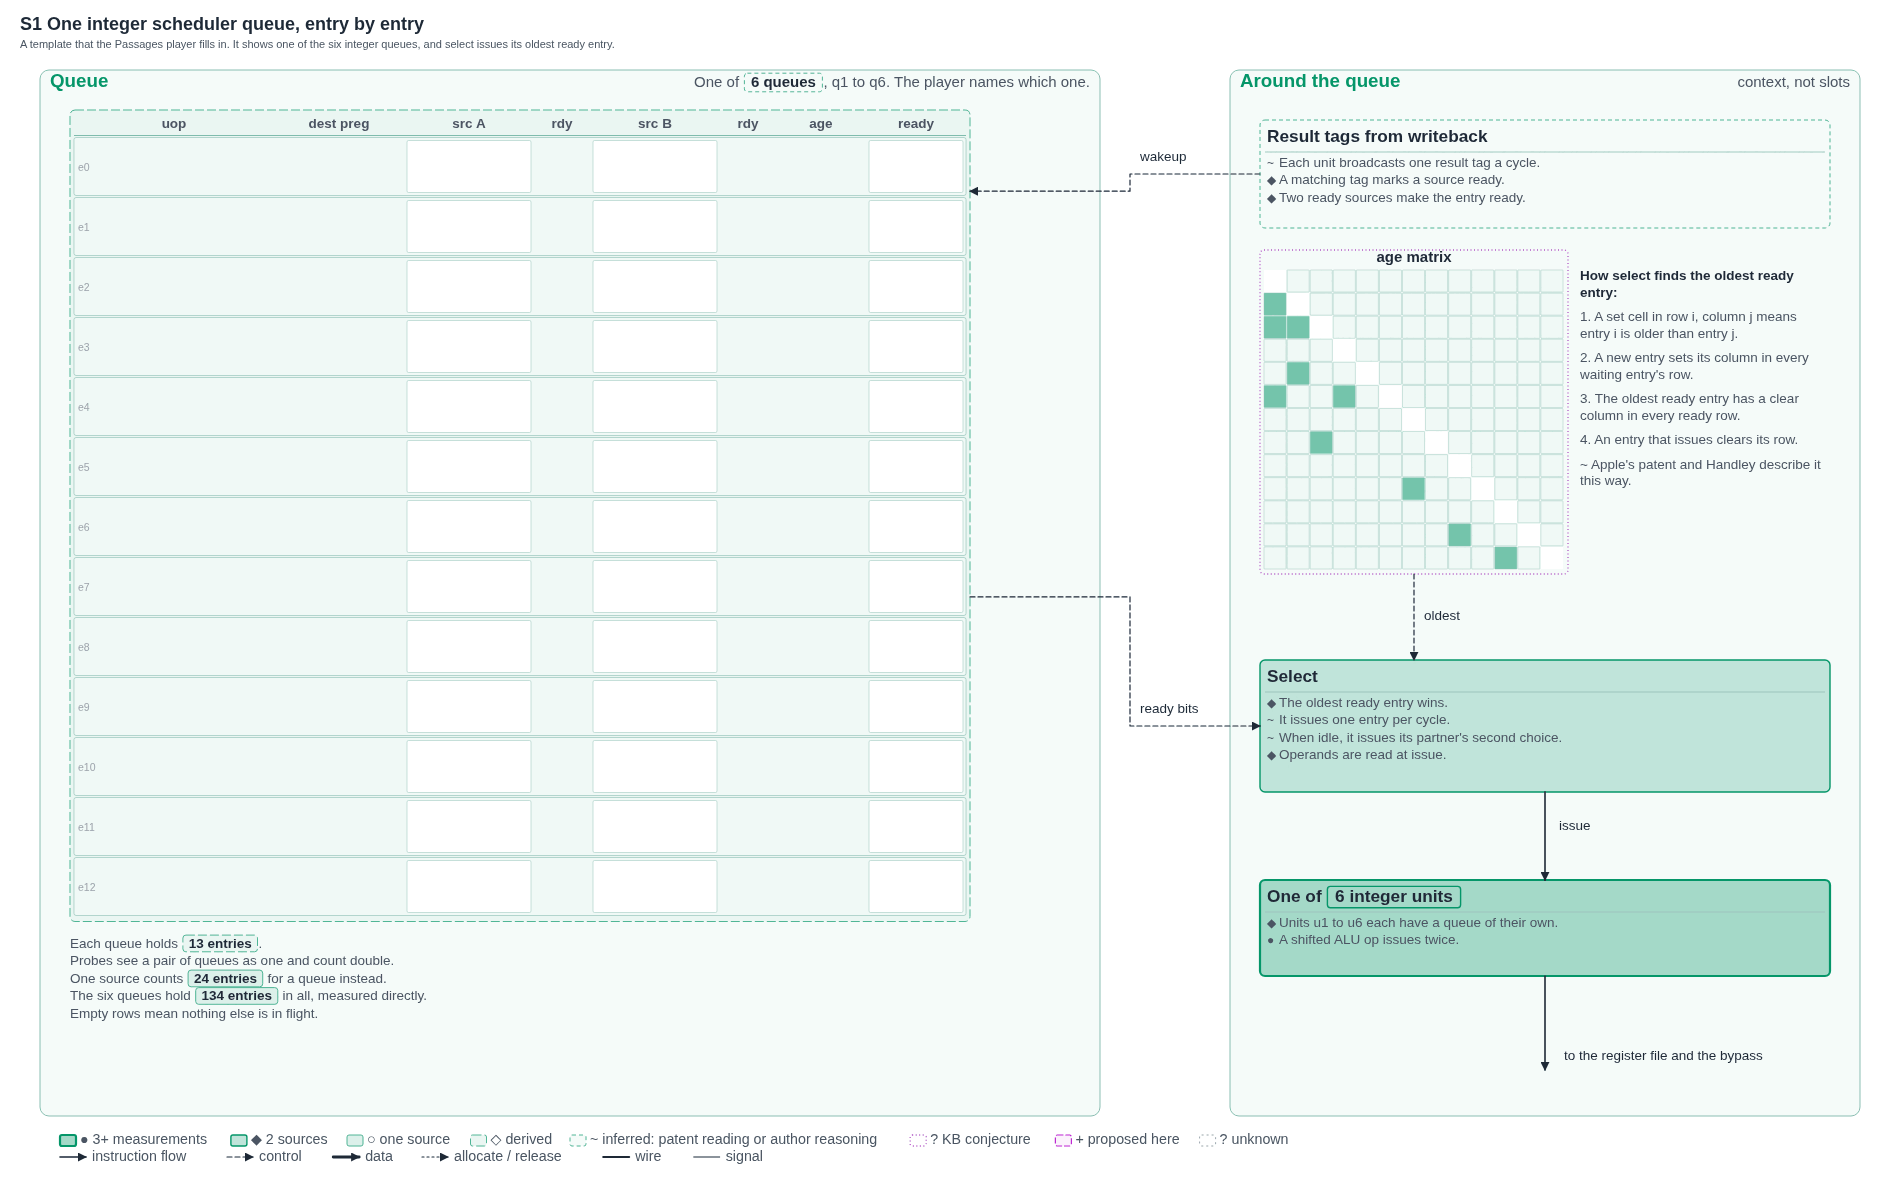 S1 One integer scheduler queue, entry by entry
A template that the Passages player fills in. It shows one of the six integer queues, and select issues its oldest ready entry.
Queue
One of 6 queues, q1 to q6. The player names which one.
uop dest preg src A rdy src B rdy age ready
e0
e1
e2
e3
e4
e5
e6
e7
e8
e9
e10
e11
e12
Each queue holds 13 entries.
Probes see a pair of queues as one and count double.
One source counts 24 entries for a queue instead.
The six queues hold 134 entries in all, measured directly.
Empty rows mean nothing else is in flight.
wakeup
ready bits
Around the queue
context, not slots
Result tags from writeback
~ Each unit broadcasts one result tag a cycle.
◆ A matching tag marks a source ready.
◆ Two ready sources make the entry ready.
age matrix
How select finds the oldest ready
entry:
1. A set cell in row i, column j means
entry i is older than entry j.
2. A new entry sets its column in every
waiting entry's row.
3. The oldest ready entry has a clear
column in every ready row.
4. An entry that issues clears its row.
~ Apple's patent and Handley describe it
this way.
oldest
Select
◆ The oldest ready entry wins.
~ It issues one entry per cycle.
~ When idle, it issues its partner's second choice.
◆ Operands are read at issue.
issue
One of 6 integer units
◆ Units u1 to u6 each have a queue of their own.
● A shifted ALU op issues twice.
to the register file and the bypass
● 3+ measurements ◆ 2 sources ○ one source ◇ derived ~ inferred: patent reading or author reasoning ? KB conjecture + proposed here ? unknown
instruction flow control data allocate / release wire signal